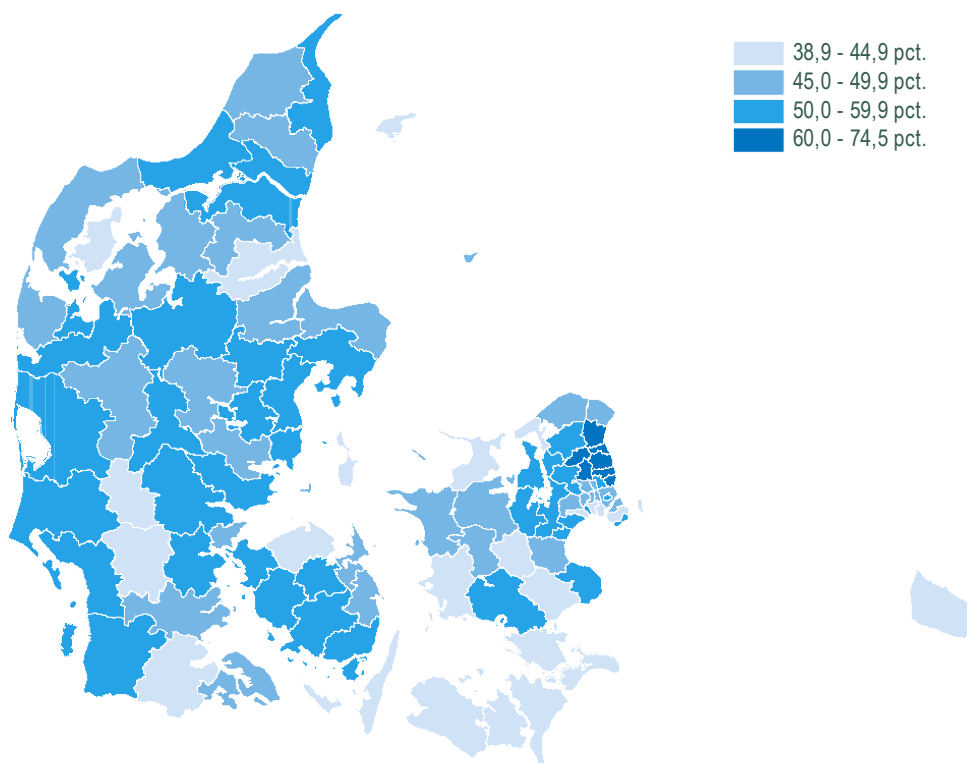 38,9 - 44,9 pct.
45,0 - 49,9 pct.
50,0 - 59,9 pct.
60,0 - 74,5 pct.